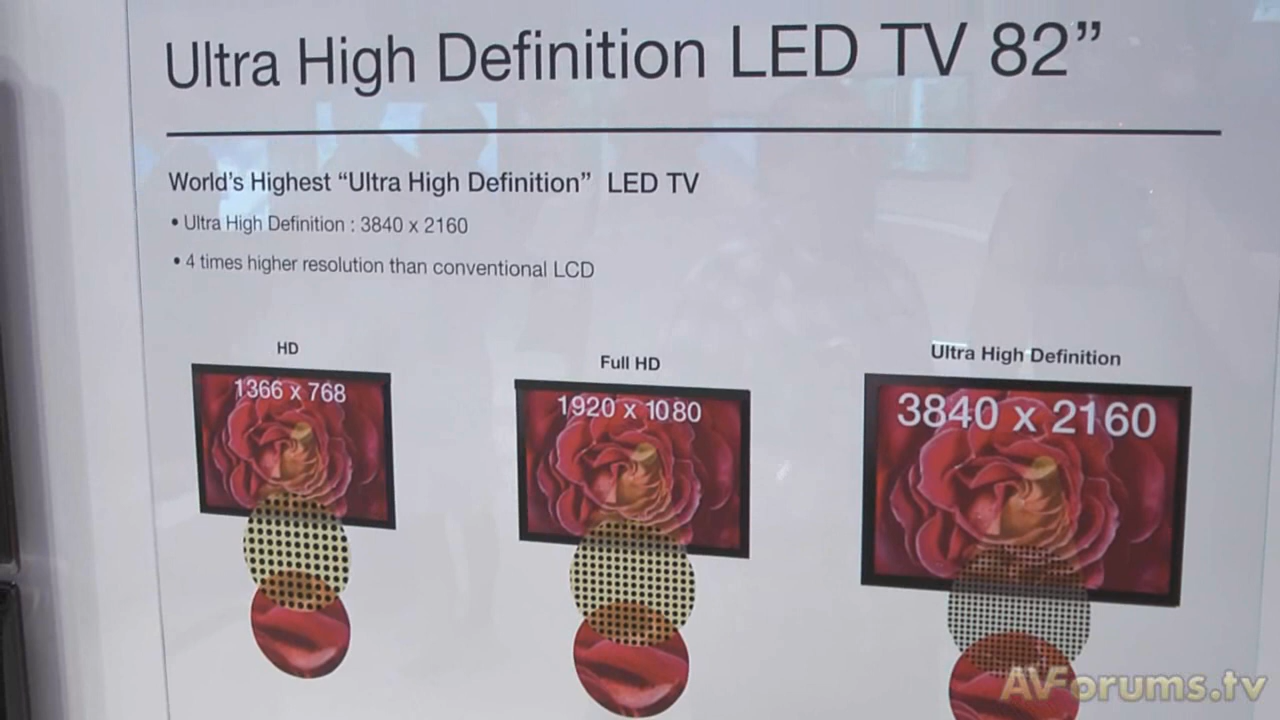 Ultra High Definition LED TV 82”
World’s Highest “Ultra High Definition” LED TV
• Ultra High Definition : 3840 x 2160
• 4 times higher resolution than conventional LCD
HD
Full HD
Ultra High Definition
1366 x 768
1920 x 1080
3840 x 2160
AVForums.tv